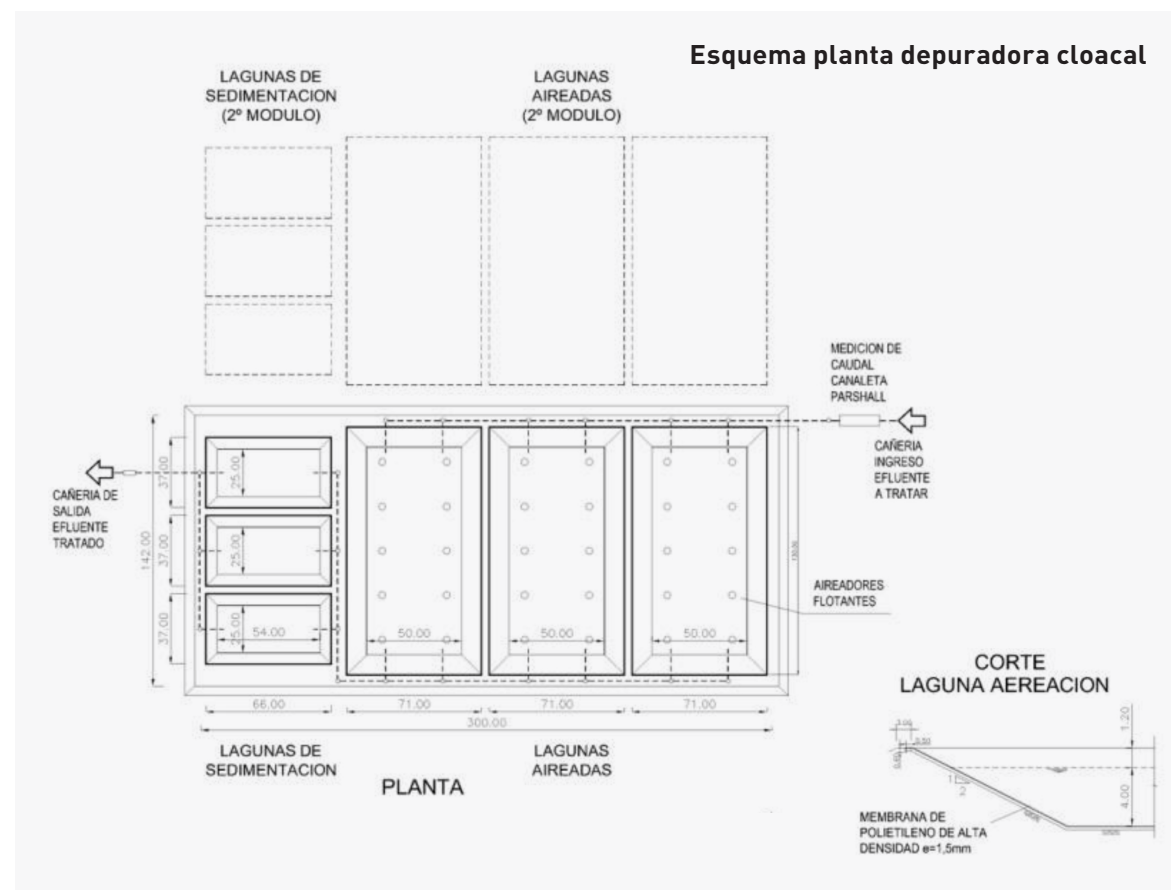 Esquema planta depuradora cloacal
LAGUNAS DE
SEDIMENTACION
(2º MODULO)
LAGUNAS
AIREADAS
(2º MODULO)
MEDICION DE
CAUDAL
CANALETA
PARSHALL
CAÑERIA
INGRESO
EFLUENTE
A TRATAR
CAÑERIA DE
SALIDA
EFLUENTE
TRATADO
142.00
37.00
25.00
37.00
25.00
37.00
25.00
54.00
50.00
50.00
50.00
AIREADORES
FLOTANTES
66.00
71.00
71.00
71.00
300.00
LAGUNAS DE
SEDIMENTACION
LAGUNAS
AIREADAS
PLANTA
CORTE
LAGUNA AEREACION
3.00
0.50
1.20
1
2
4.00
MEMBRANA DE
POLIETILENO DE ALTA
DENSIDAD e=1,5mm